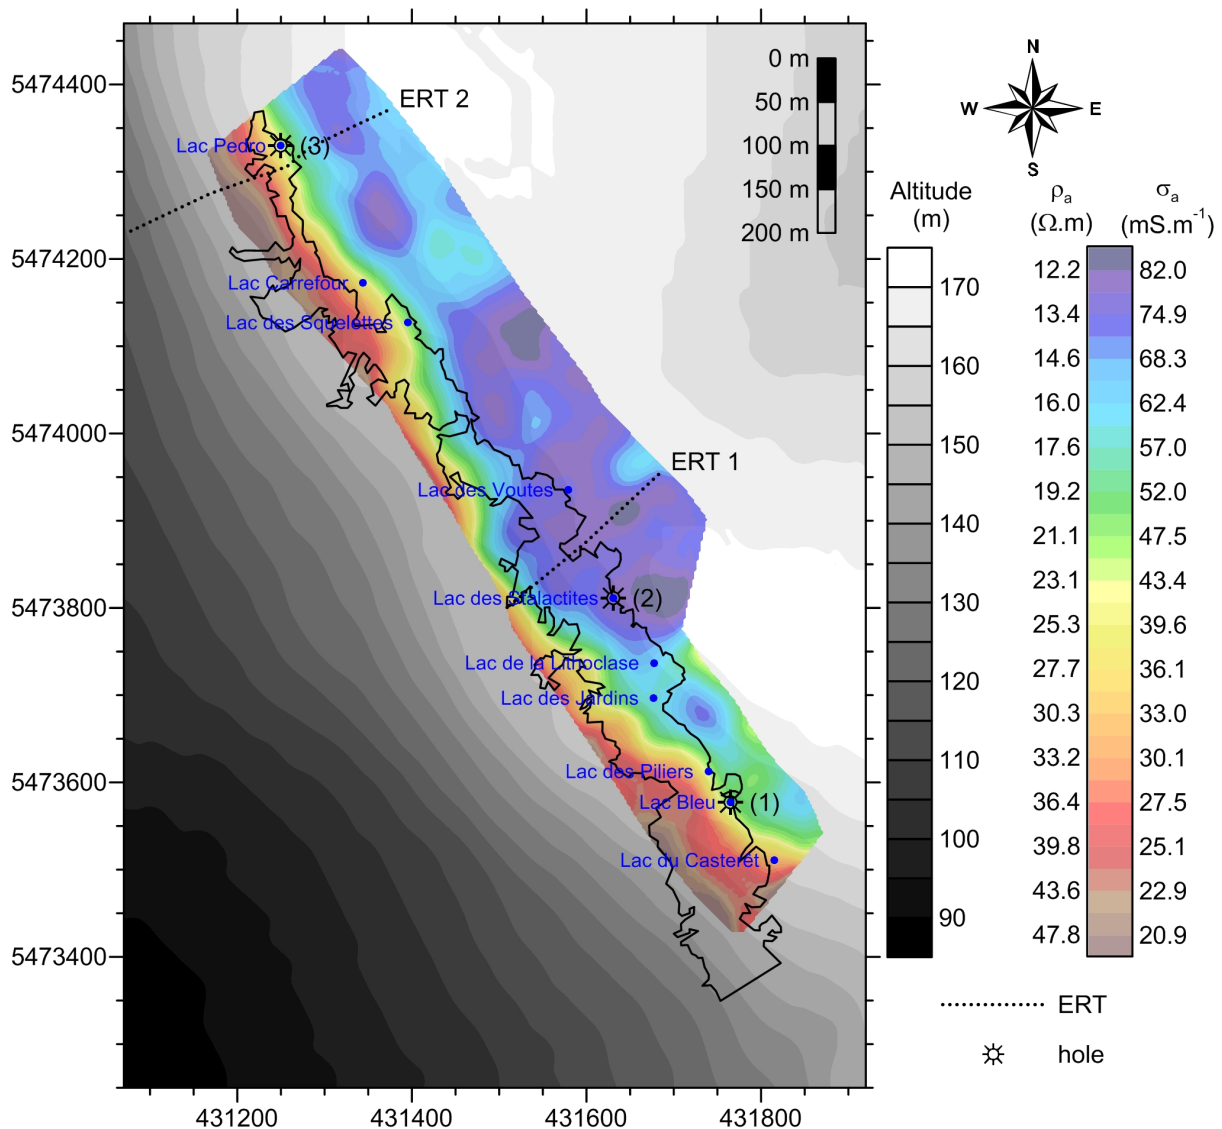 5474400
5474200
5474000
5473800
5473600
5473400
431200
431400
431600
431800
ERT 2
Lac Pedro
(3)
Lac Carrefour
Lac des Squelettes
ERT 1
Lac des Voutes
Lac des Stalactites
(2)
Lac de la Lithoclase
Lac des Jardins
Lac des Piliers
Lac Bleu
(1)
Lac du Casteret
0 m
50 m
100 m
150 m
200 m
N
W
E
S
Altitude
(m)
170
160
150
140
130
120
110
100
90
ρa
(Ω.m)
12.2
13.4
14.6
16.0
17.6
19.2
21.1
23.1
25.3
27.7
30.3
33.2
36.4
39.8
43.6
47.8
σa
(mS.m-1)
82.0
74.9
68.3
62.4
57.0
52.0
47.5
43.4
39.6
36.1
33.0
30.1
27.5
25.1
22.9
20.9
ERT
hole